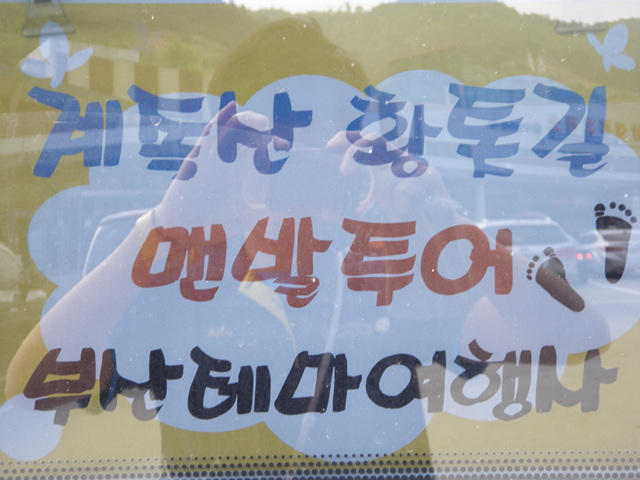 계족산 황토길
맨발투어
부산테마여행사